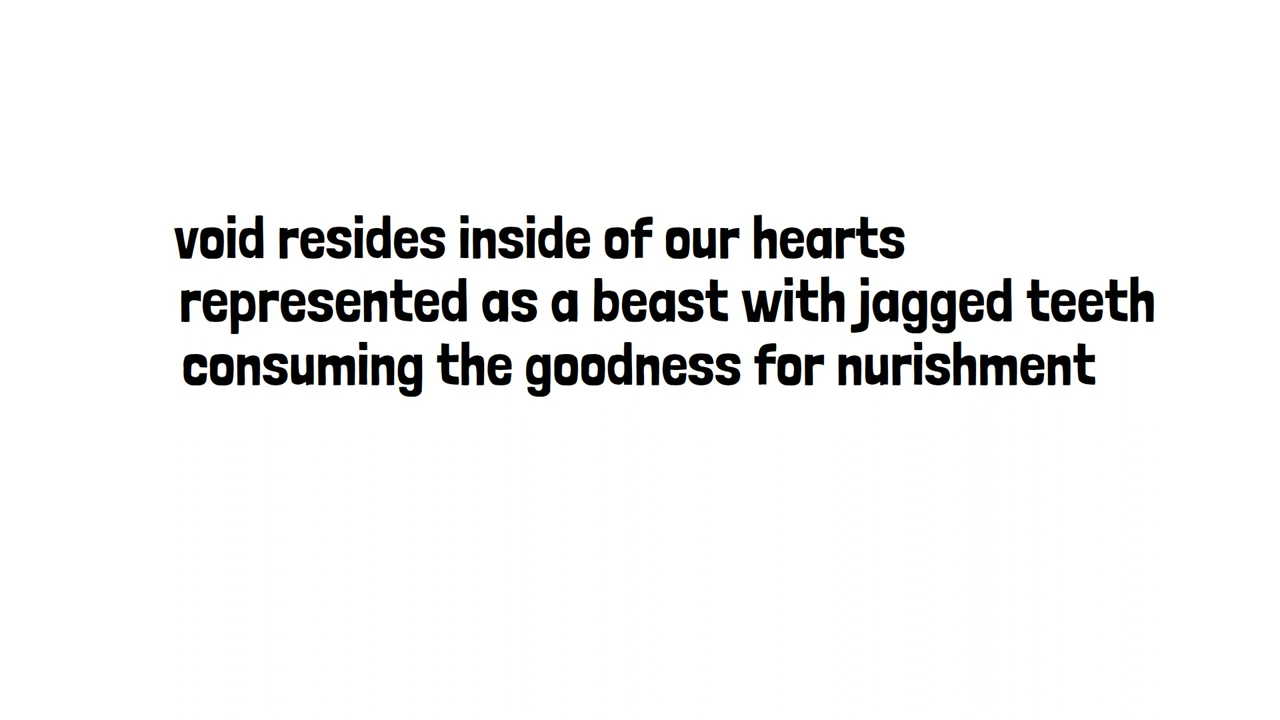 void resides inside of our hearts
represented as a beast with jagged teeth
consuming the goodness for nurishment